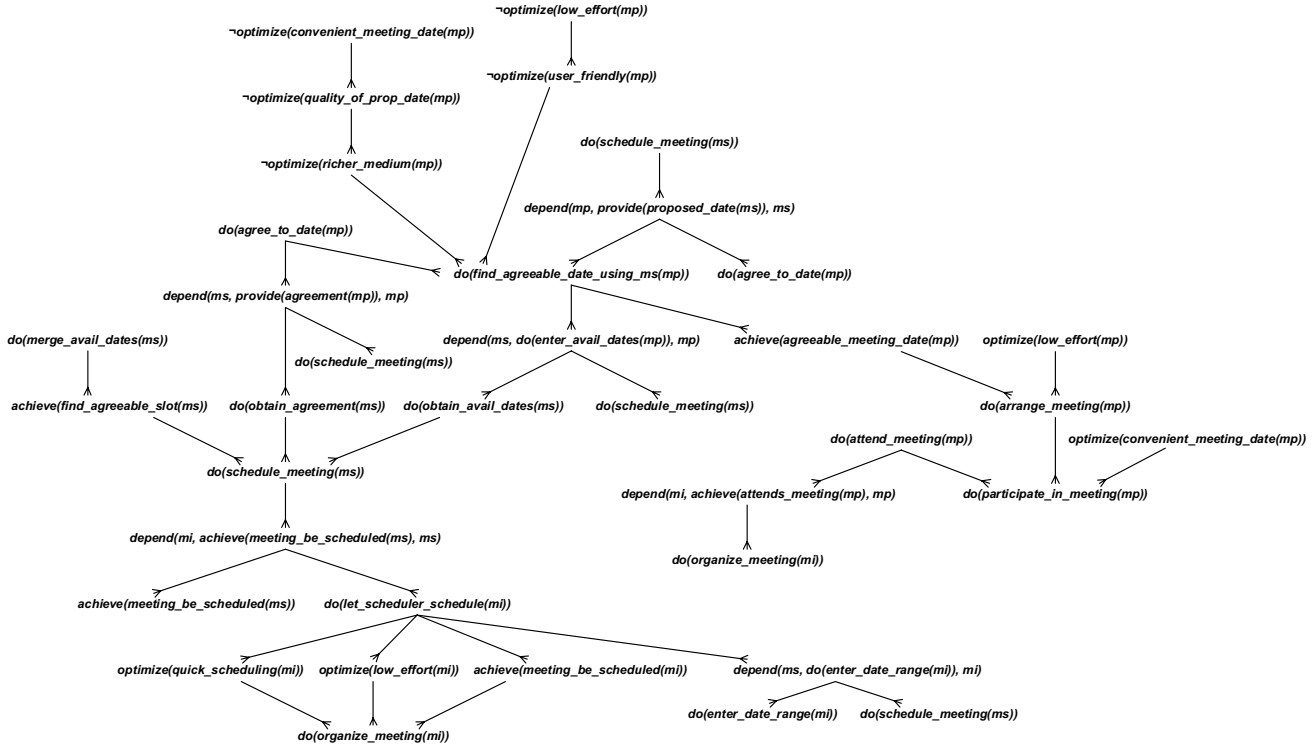 ¬optimize(low_effort(mp))
¬optimize(convenient_meeting_date(mp))
¬optimize(user_friendly(mp))
¬optimize(quality_of_prop_date(mp))
do(schedule_meeting(ms))
¬optimize(richer_medium(mp))
depend(mp, provide(proposed_date(ms)), ms)
do(agree_to_date(mp))
do(find_agreeable_date_using_ms(mp))
do(agree_to_date(mp))
depend(ms, provide(agreement(mp)), mp)
do(merge_avail_dates(ms))
depend(ms, do(enter_avail_dates(mp)), mp)
achieve(agreeable_meeting_date(mp))
optimize(low_effort(mp))
do(schedule_meeting(ms))
achieve(find_agreeable_slot(ms))
do(obtain_agreement(ms))
do(obtain_avail_dates(ms))
do(schedule_meeting(ms))
do(arrange_meeting(mp))
do(attend_meeting(mp))
optimize(convenient_meeting_date(mp))
do(schedule_meeting(ms))
depend(mi, achieve(attends_meeting(mp), mp)
do(participate_in_meeting(mp))
depend(mi, achieve(meeting_be_scheduled(ms), ms)
do(organize_meeting(mi))
achieve(meeting_be_scheduled(ms))
do(let_scheduler_schedule(mi))
optimize(quick_scheduling(mi))
optimize(low_effort(mi))
achieve(meeting_be_scheduled(mi))
depend(ms, do(enter_date_range(mi)), mi)
do(enter_date_range(mi))
do(schedule_meeting(ms))
do(organize_meeting(mi))